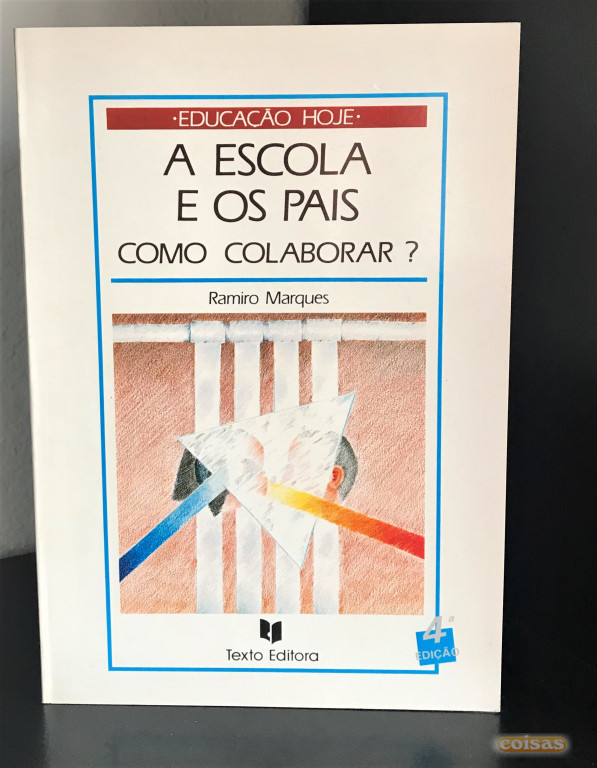 •EDUCAÇÃO HOJE•
A ESCOLA
E OS PAIS
COMO COLABORAR ?
Ramiro Marques
Texto Editora
4ª
EDIÇÃO
coisas